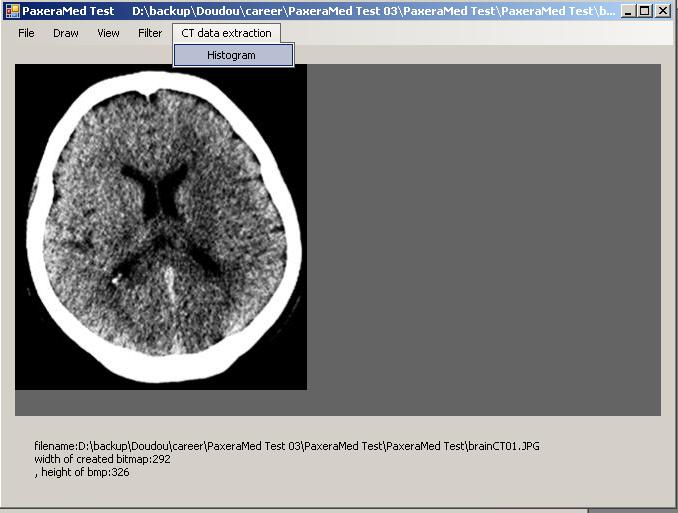 PaxeraMed Test D:\backup\Doudou\career\PaxeraMed Test 03\PaxeraMed Test\PaxeraMed Test\b...
File Draw View Filter CT data extraction
Histogram
filename:D:\backup\Doudou\career\PaxeraMed Test 03\PaxeraMed Test\PaxeraMed Test\brainCT01.JPG
width of created bitmap:292
, height of bmp:326